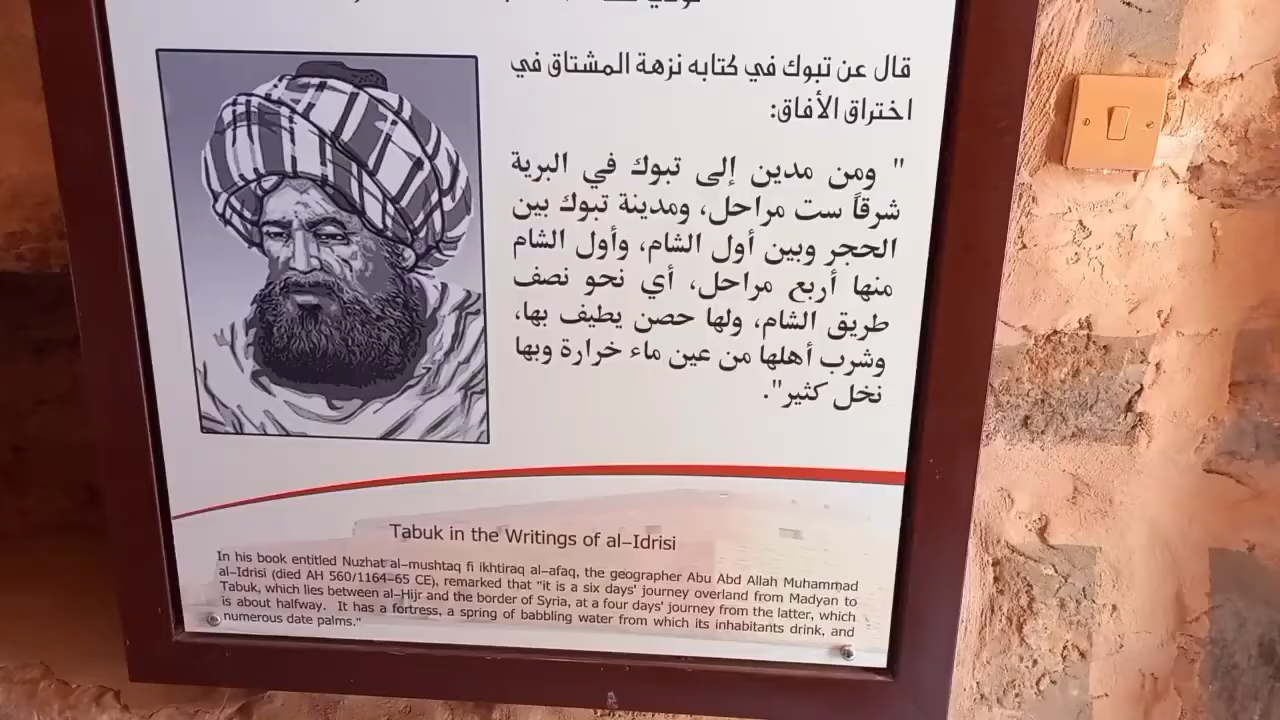 قال عن تبوك في كتابه نزهة المشتاق في
اختراق الأفاق:
" ومن مدين إلى تبوك في البرية
شرقاً ست مراحل، ومدينة تبوك بين
الحجر وبين أول الشام، وأول الشام
منها أربع مراحل، أي نحو نصف
طريق الشام، ولها حصن يطيف بها،
وشرب أهلها من عين ماء خرارة وبها
نخل كثير".
Tabuk in the Writings of al-Idrisi
In his book entitled Nuzhat al-mushtaq fi ikhtiraq al-afaq, the geographer Abu Abd Allah Muhammad
al-Idrisi (died AH 560/1164-65 CE), remarked that "it is a six days' journey overland from Madyan to
Tabuk, which lies between al-Hijr and the border of Syria, at a four days' journey from the latter, which
is about halfway. It has a fortress, a spring of babbling water from which its inhabitants drink, and
numerous date palms."